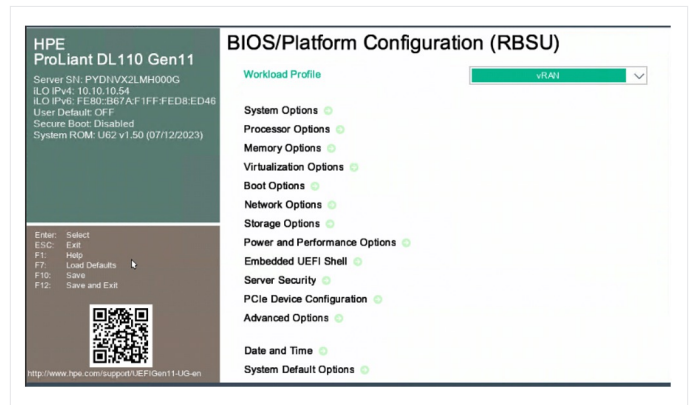 HPE
ProLiant DL110 Gen11
Server SN: PYDNVX2LMH000G
iLO IPv4: 10.10.10.54
iLO IPv6: FE80::B67A:F1FF:FED8:ED46
User Default: OFF
Secure Boot: Disabled
System ROM: U62 v1.50 (07/12/2023)
Enter: Select
ESC: Exit
F1: Help
F7: Load Defaults
F10: Save
F12: Save and Exit
http://www.hpe.com/support/UEFIGen11-UG-en
BIOS/Platform Configuration (RBSU)
Workload Profile vRAN
System Options
Processor Options
Memory Options
Virtualization Options
Boot Options
Network Options
Storage Options
Power and Performance Options
Embedded UEFI Shell
Server Security
PCIe Device Configuration
Advanced Options
Date and Time
System Default Options